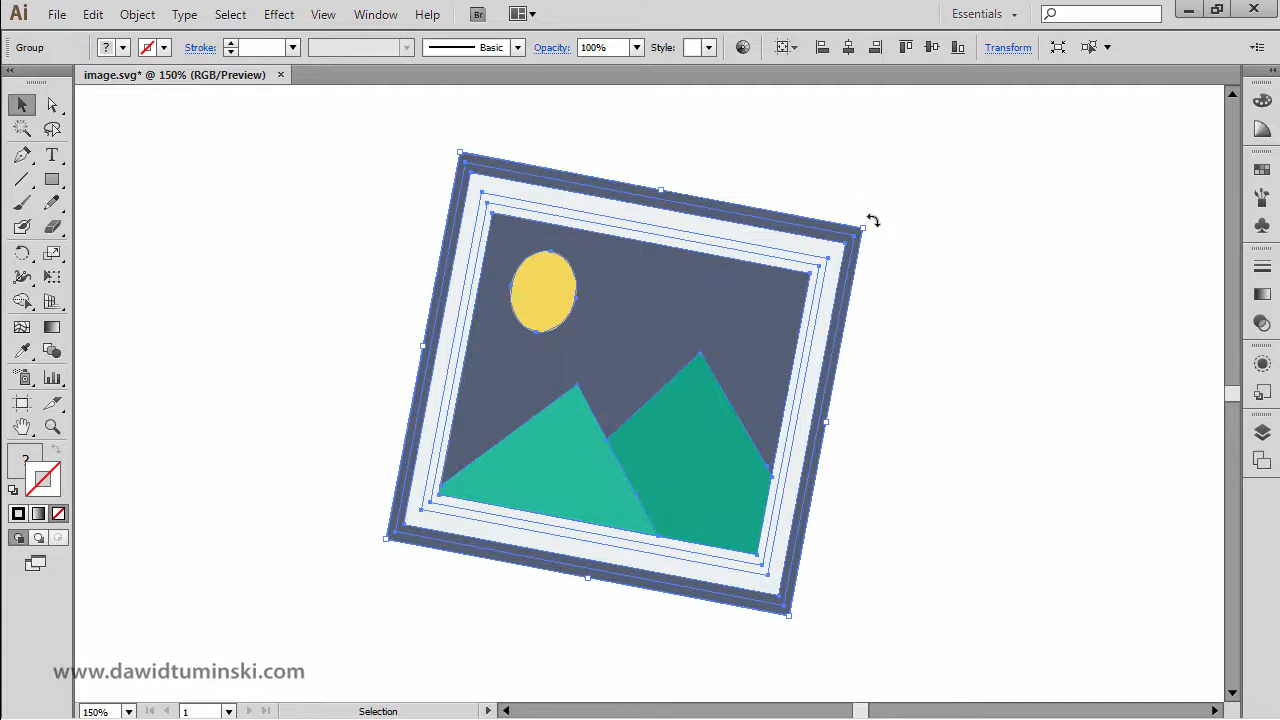 Ai File Edit Object Type Select Effect View Window Help Br Essentials
Group ? Stroke: Basic Opacity: 100% Style: Transform
image.svg* @ 150% (RGB/Preview) ×
T
?
www.dawidtuminski.com
150% 1 Selection